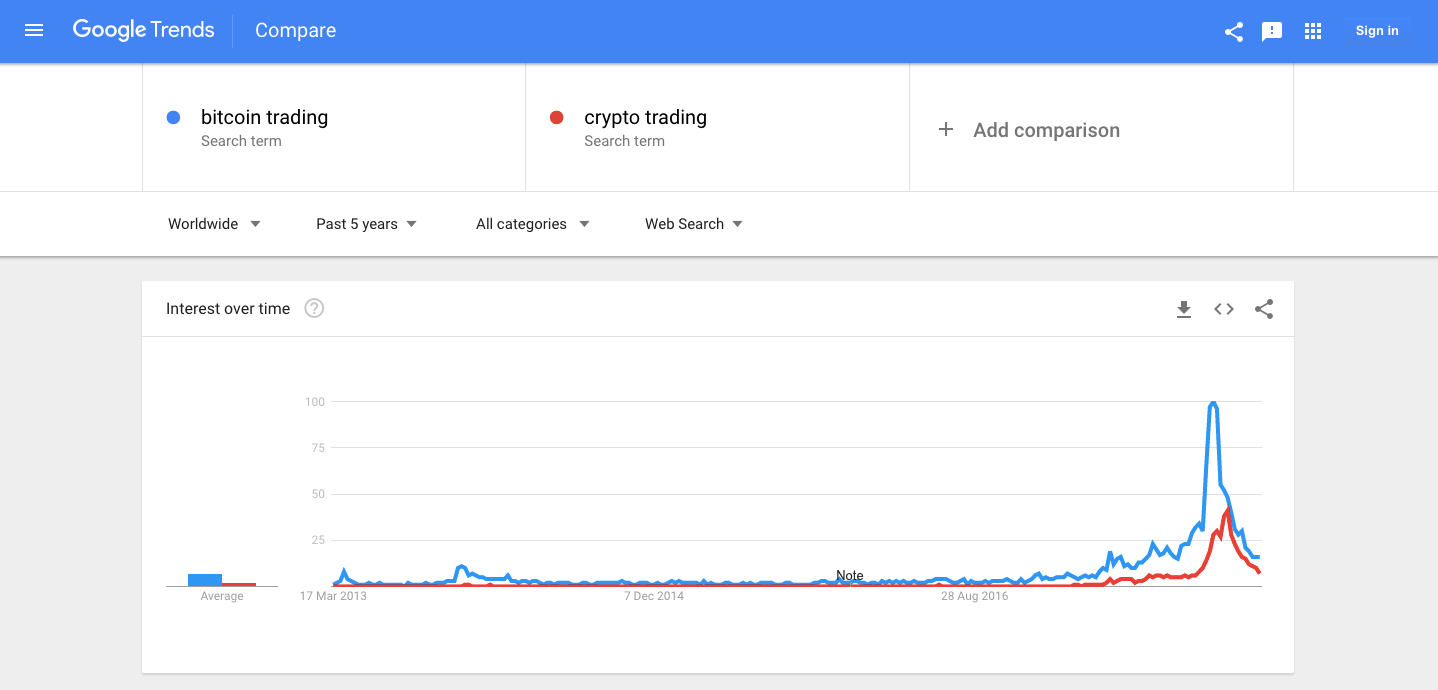 Google Trends
Compare
Sign in
bitcoin trading
Search term
crypto trading
Search term
+ Add comparison
Worldwide
Past 5 years
All categories
Web Search
Interest over time
?
100
75
50
25
Note
Average
17 Mar 2013
7 Dec 2014
28 Aug 2016